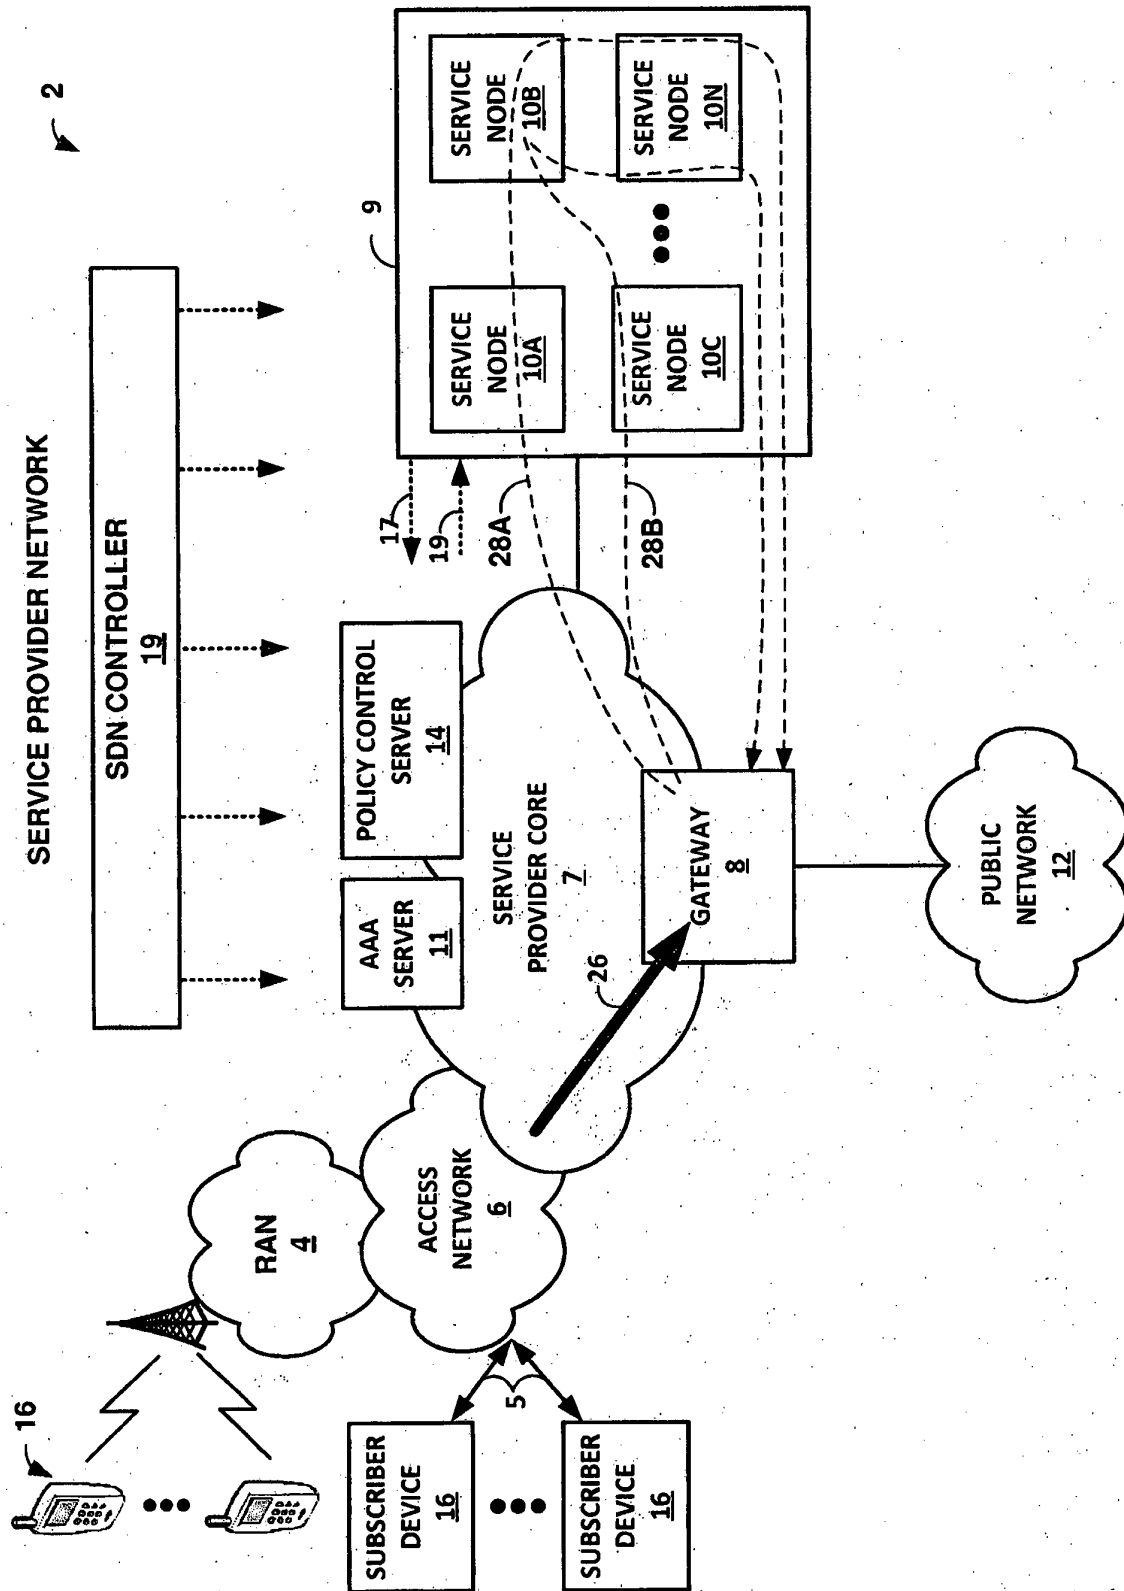 SERVICE PROVIDER NETWORK
2
SDN CONTROLLER
19
16
RAN
4
ACCESS
NETWORK
6
5
SUBSCRIBER
DEVICE
16
SUBSCRIBER
DEVICE
16
AAA
SERVER
11
POLICY CONTROL
SERVER
14
SERVICE
PROVIDER CORE
7
26
GATEWAY
8
PUBLIC
NETWORK
12
17
19
28A
28B
9
SERVICE
NODE
10A
SERVICE
NODE
10B
SERVICE
NODE
10C
SERVICE
NODE
10N